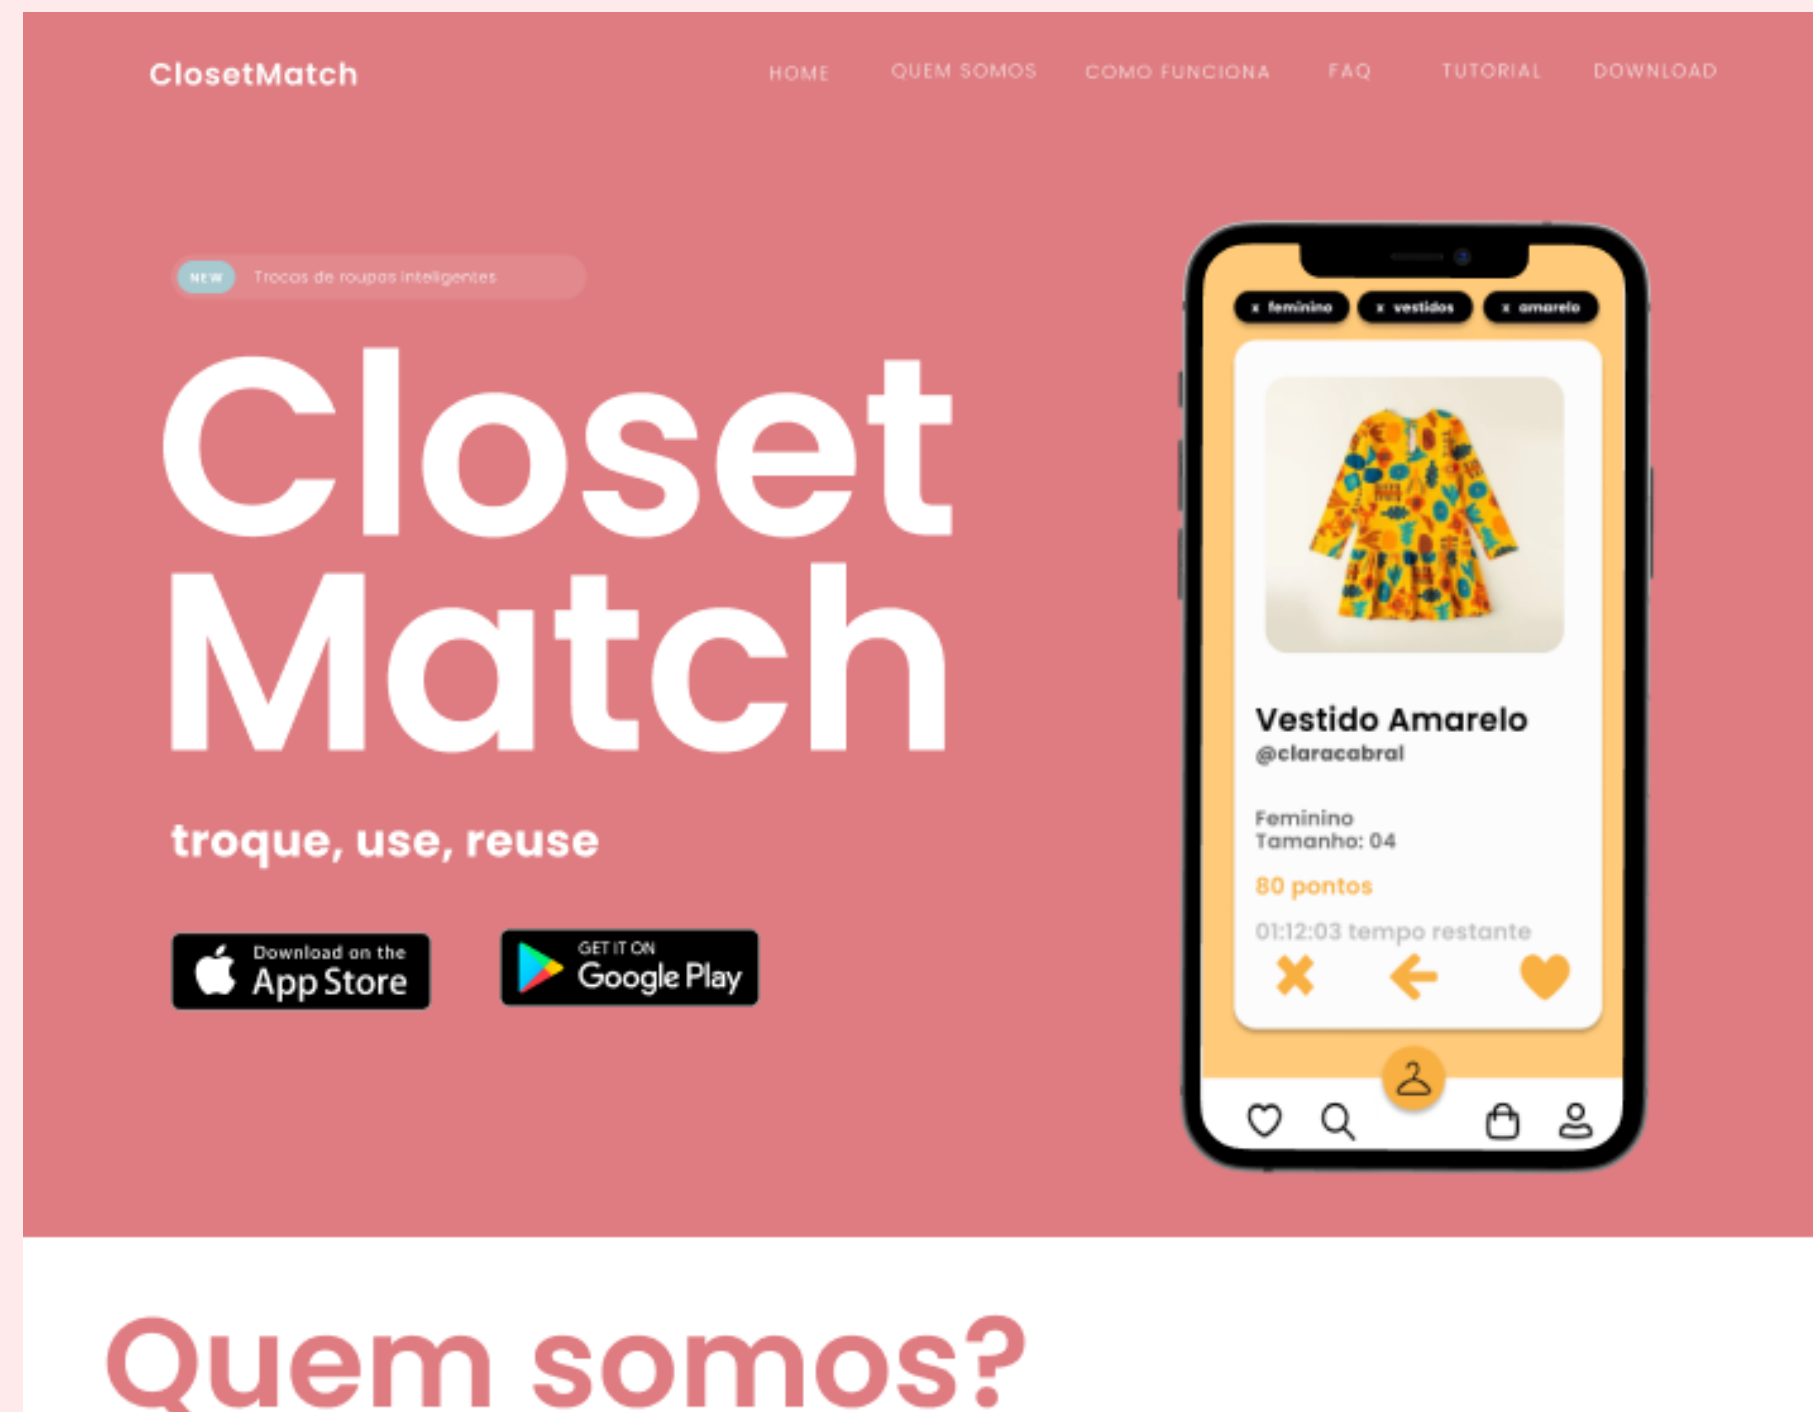 ClosetMatch
HOME QUEM SOMOS COMO FUNCIONA FAQ TUTORIAL DOWNLOAD
NEW Trocas de roupas inteligentes
Closet
Match
troque, use, reuse
Download on the
App Store
GET IT ON
Google Play
x feminino x vestidos x amarelo
Vestido Amarelo
@claracabral
Feminino
Tamanho: 04
80 pontos
01:12:03 tempo restante
Quem somos?